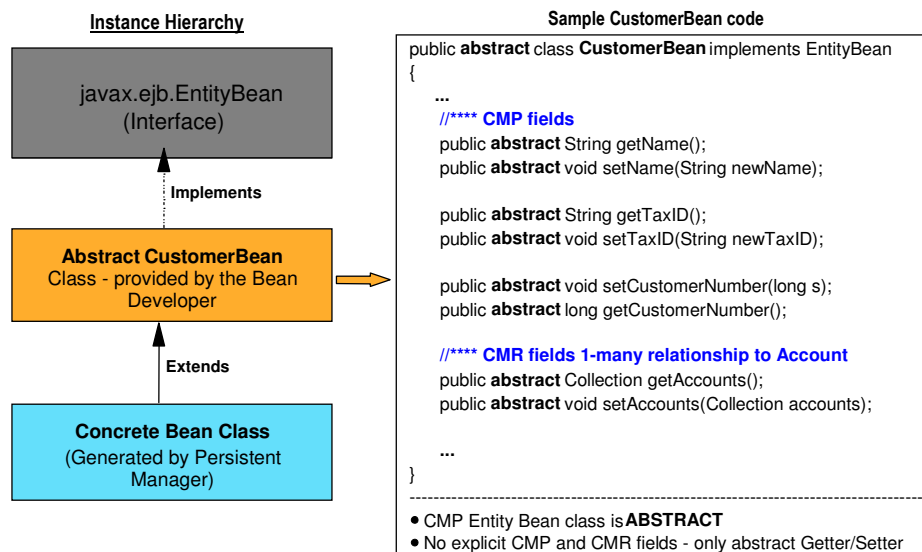 Instance Hierarchy
javax.ejb.EntityBean
(Interface)
Implements
Abstract CustomerBean
Class - provided by the Bean
Developer
Extends
Concrete Bean Class
(Generated by Persistent
Manager)
Sample CustomerBean code
public abstract class CustomerBean implements EntityBean
{
...
//**** CMP fields
public abstract String getName();
public abstract void setName(String newName);
public abstract String getTaxID();
public abstract void setTaxID(String newTaxID);
public abstract void setCustomerNumber(long s);
public abstract long getCustomerNumber();
//**** CMR fields 1-many relationship to Account
public abstract Collection getAccounts();
public abstract void setAccounts(Collection accounts);
...
}
● CMP Entity Bean class is ABSTRACT
● No explicit CMP and CMR fields - only abstract Getter/Setter